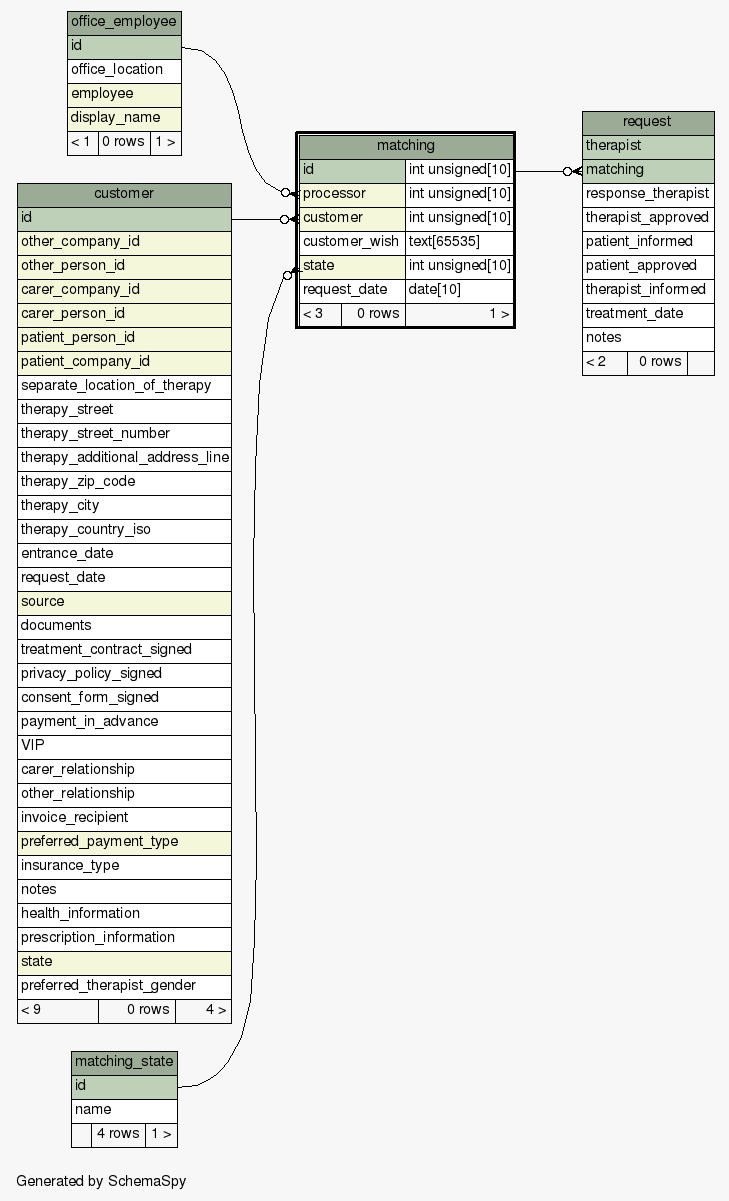 office_employee
id
office_location
employee
display_name
< 1 0 rows 1 >
customer
id
other_company_id
other_person_id
carer_company_id
carer_person_id
patient_person_id
patient_company_id
separate_location_of_therapy
therapy_street
therapy_street_number
therapy_additional_address_line
therapy_zip_code
therapy_city
therapy_country_iso
entrance_date
request_date
source
documents
treatment_contract_signed
privacy_policy_signed
consent_form_signed
payment_in_advance
VIP
carer_relationship
other_relationship
invoice_recipient
preferred_payment_type
insurance_type
notes
health_information
prescription_information
state
preferred_therapist_gender
< 9 0 rows 4 >
matching_state
id
name
4 rows 1 >
matching
id int unsigned[10]
processor int unsigned[10]
customer int unsigned[10]
customer_wish text[65535]
state int unsigned[10]
request_date date[10]
< 3 0 rows 1 >
request
therapist
matching
response_therapist
therapist_approved
patient_informed
patient_approved
therapist_informed
treatment_date
notes
< 2 0 rows
Generated by SchemaSpy